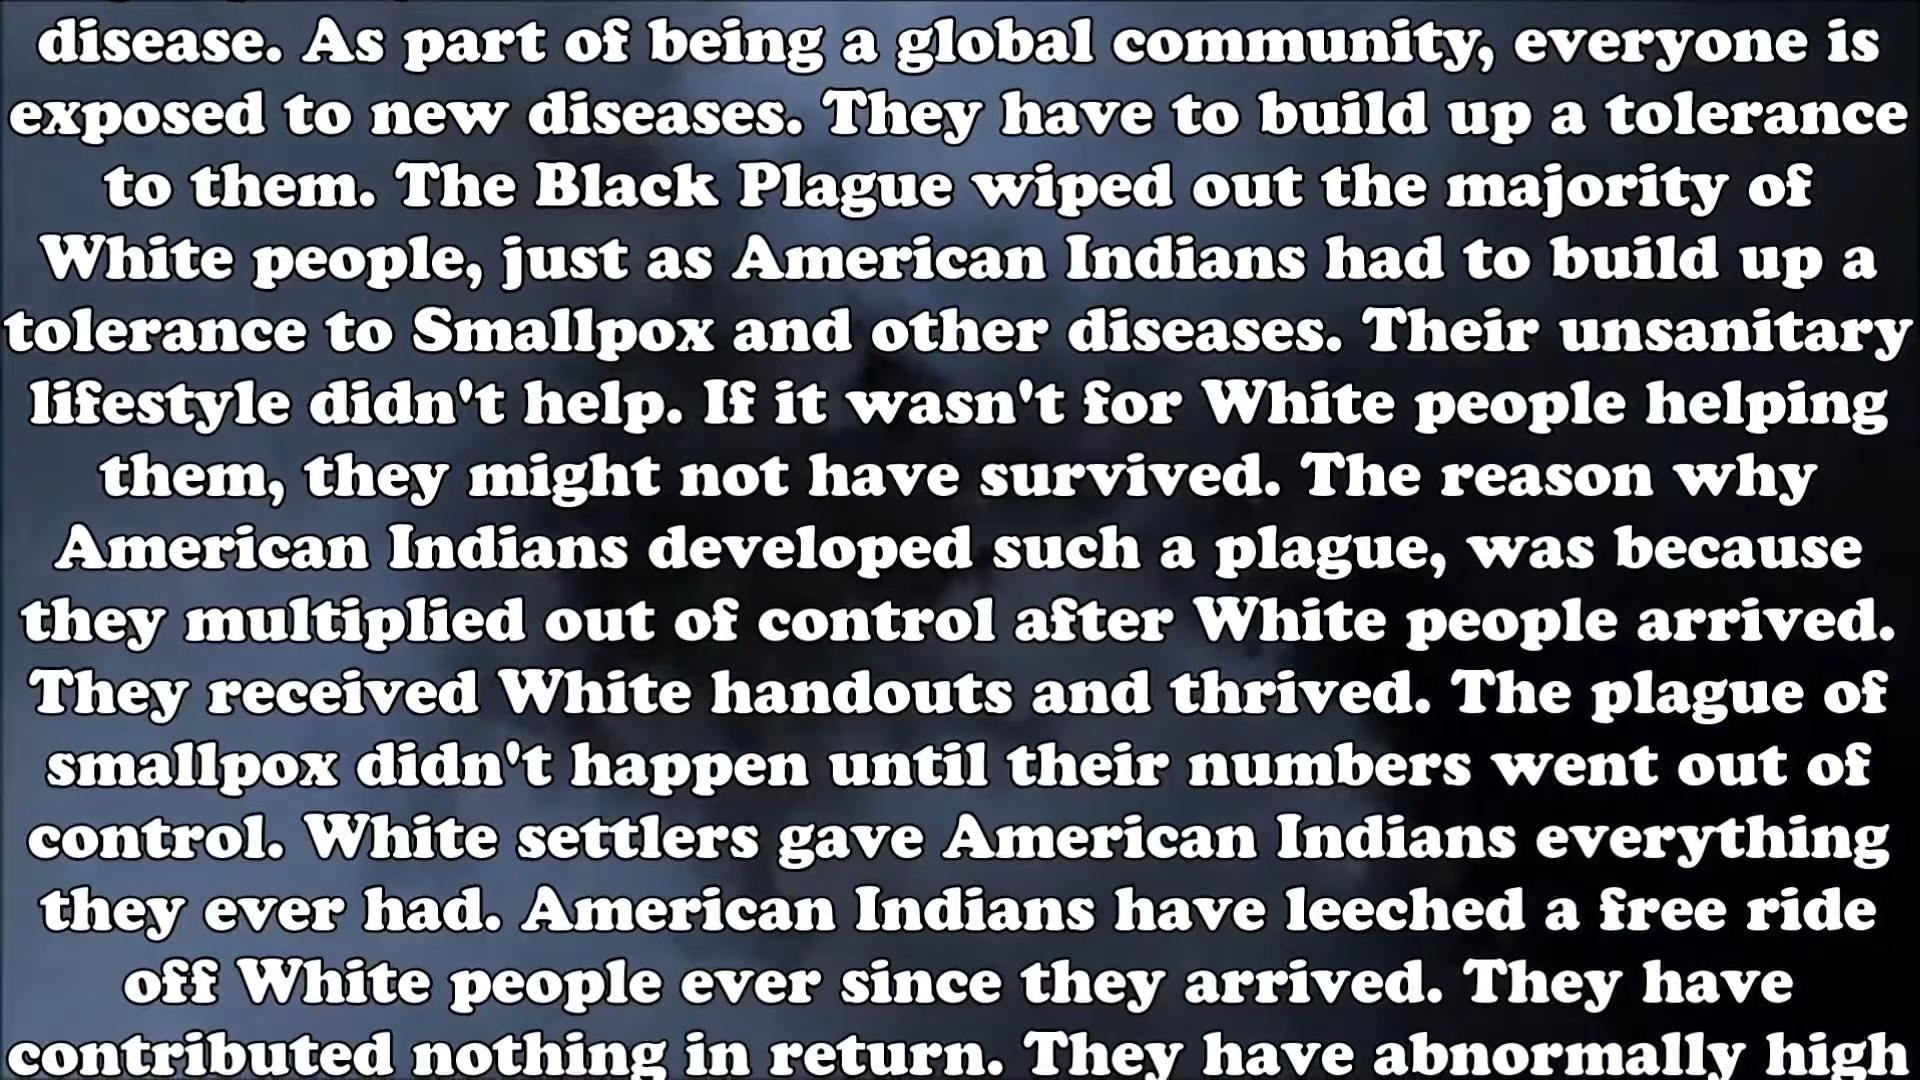 disease. As part of being a global community, everyone is
exposed to new diseases. They have to build up a tolerance
to them. The Black Plague wiped out the majority of
White people, just as American Indians had to build up a
tolerance to Smallpox and other diseases. Their unsanitary
lifestyle didn't help. If it wasn't for White people helping
them, they might not have survived. The reason why
American Indians developed such a plague, was because
they multiplied out of control after White people arrived.
They received White handouts and thrived. The plague of
smallpox didn't happen until their numbers went out of
control. White settlers gave American Indians everything
they ever had. American Indians have leeched a free ride
off White people ever since they arrived. They have
contributed nothing in return. They have abnormally high